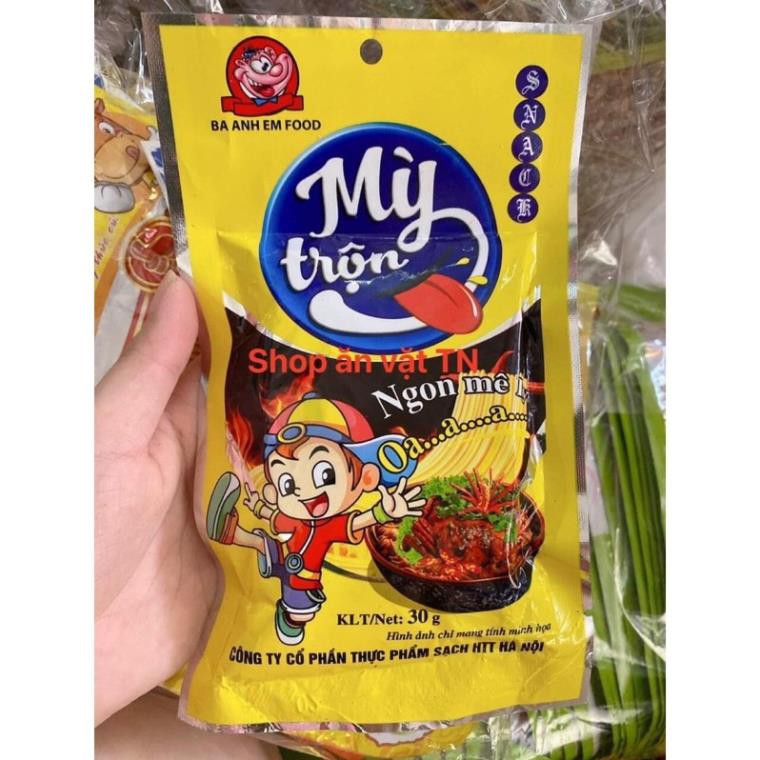 BA ANH EM FOOD
SNACK
Mỳ
trộn
Shop ăn vặt TN
Ngon mê
Oa...a....a....
KLT/Net: 30 g
Hình ảnh chỉ mang tính minh họa
CÔNG TY CỔ PHẦN THỰC PHẨM SẠCH HTT HÀ NỘI